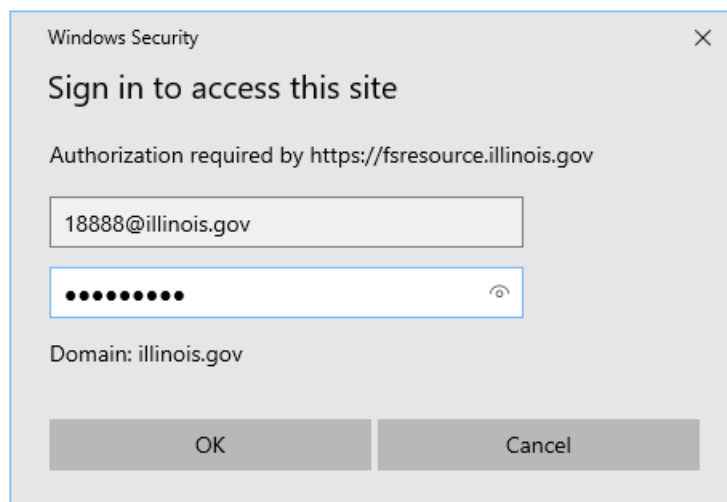 Windows Security
Sign in to access this site
Authorization required by https://fsresource.illinois.gov
18888@illinois.gov
●●●●●●●●●
Domain: illinois.gov
OK
Cancel